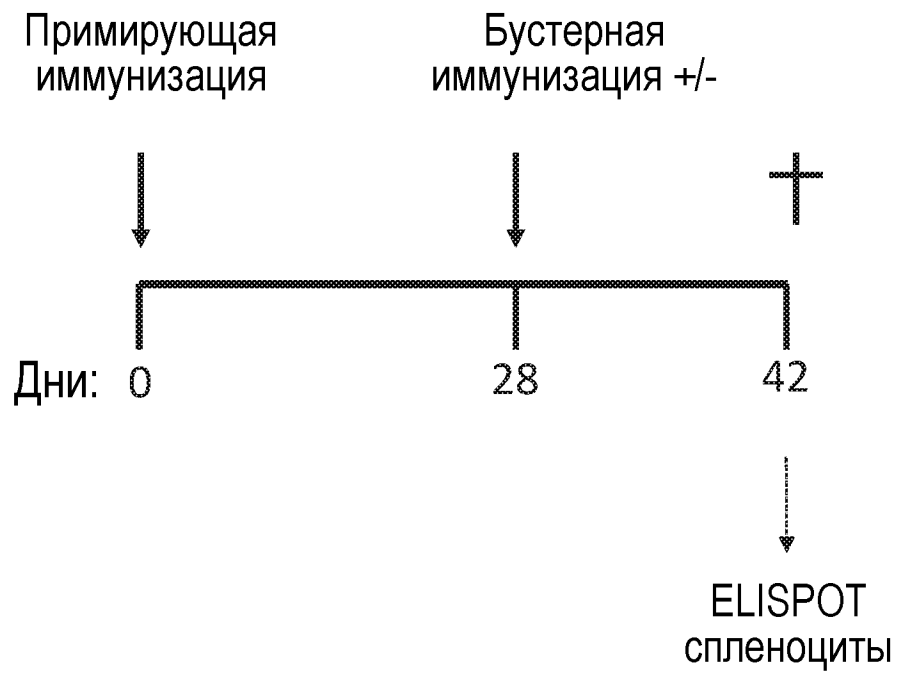 Примирующая
иммунизация
Бустерная
иммунизация +/-
Дни: 0 28 42
ELISPOT
спленоциты